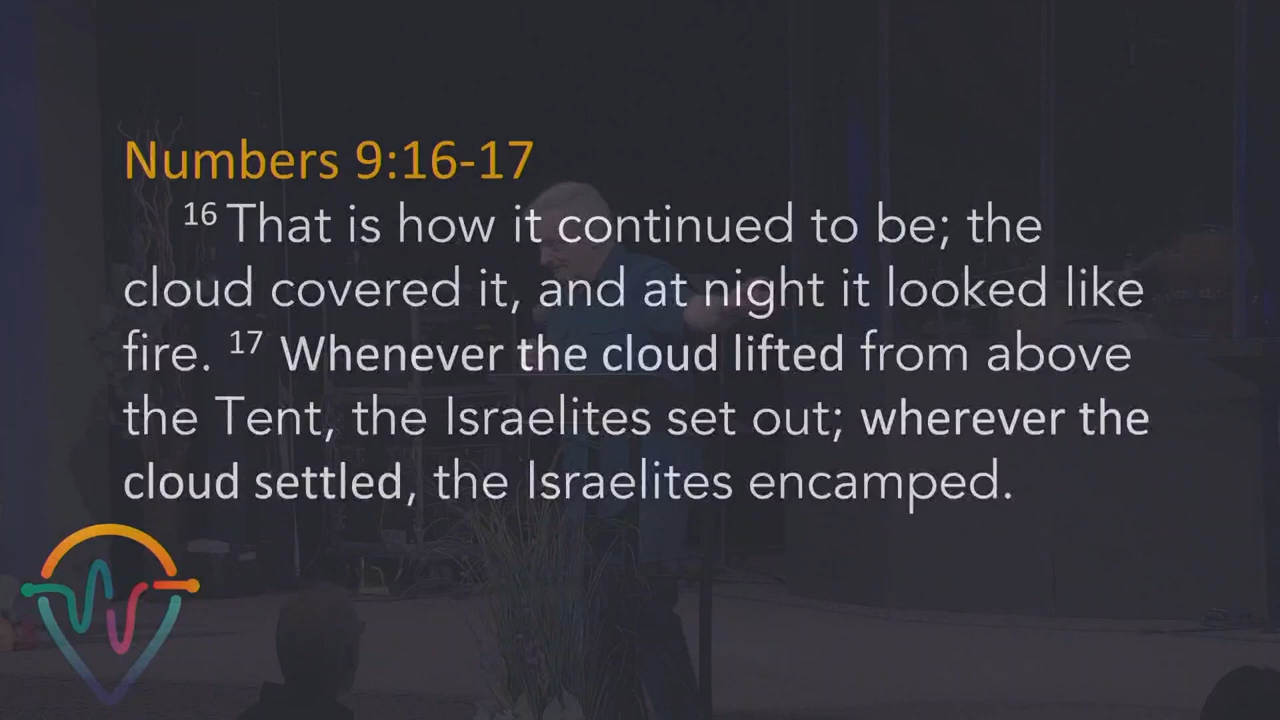 Numbers 9:16-17
16 That is how it continued to be; the
cloud covered it, and at night it looked like
fire. 17 Whenever the cloud lifted from above
the Tent, the Israelites set out; wherever the
cloud settled, the Israelites encamped.